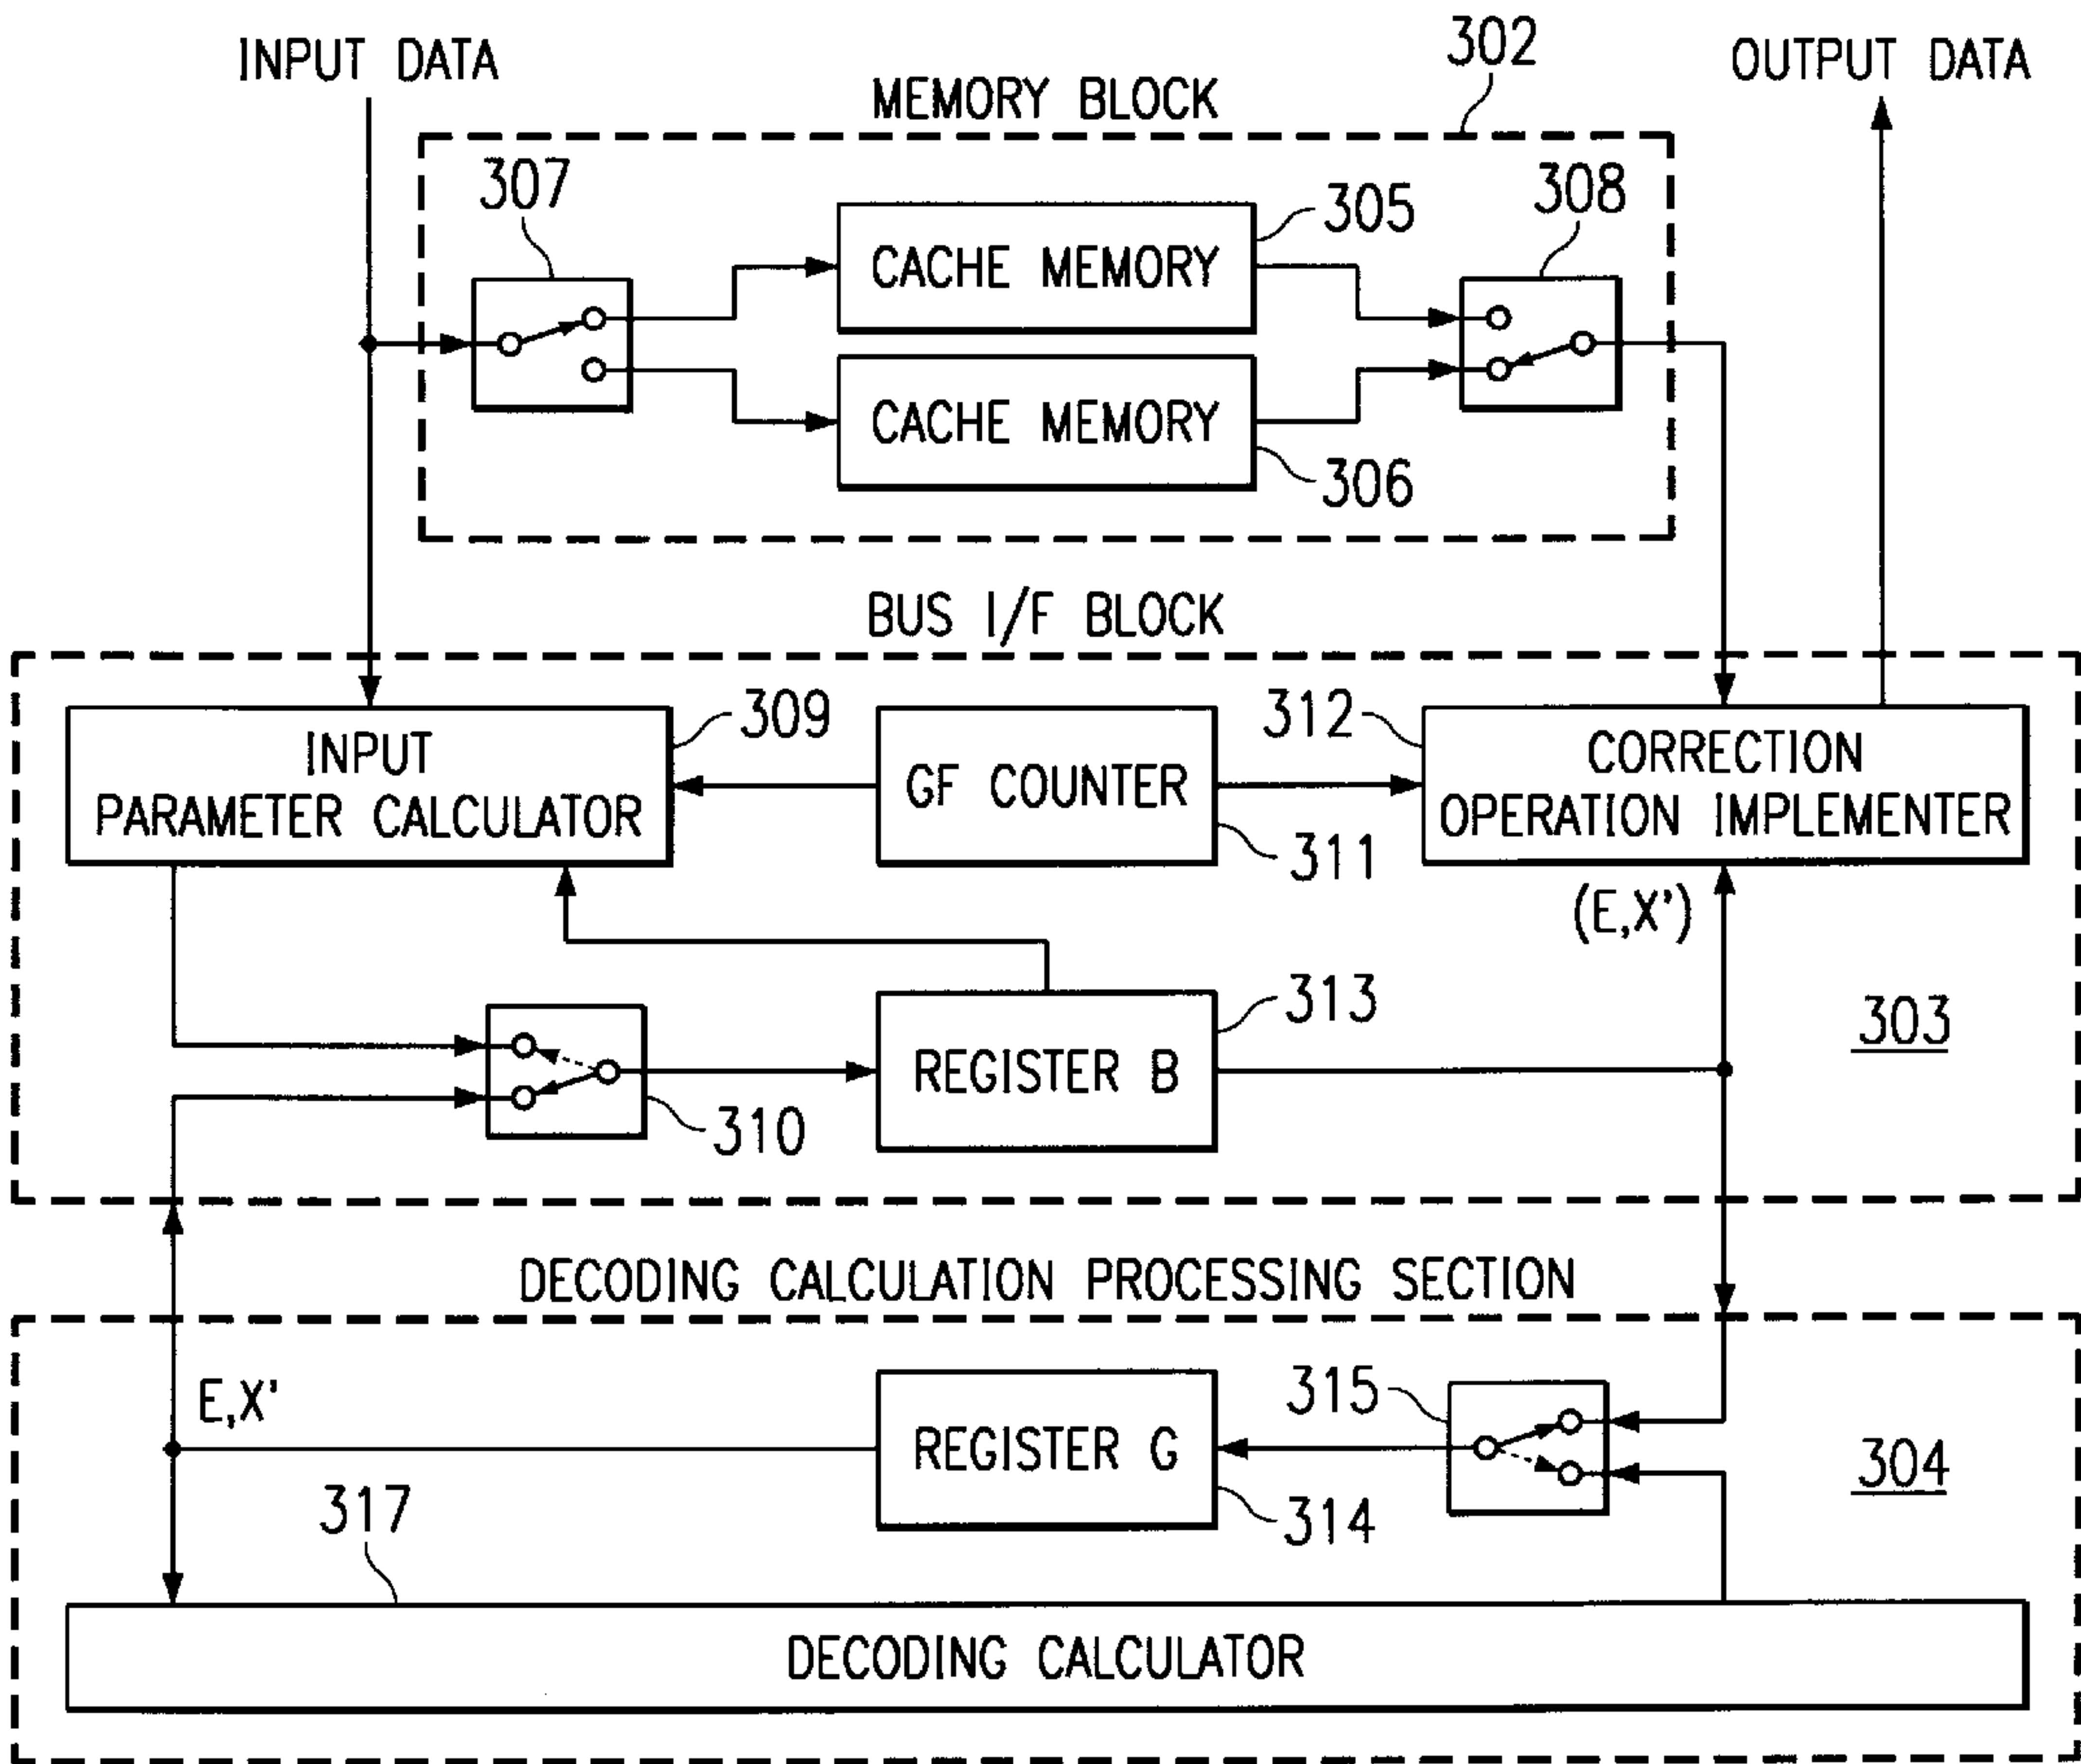 INPUT DATA
MEMORY BLOCK
302
OUTPUT DATA
307
305
308
CACHE MEMORY
CACHE MEMORY
306
BUS I/F BLOCK
309
312
INPUT
PARAMETER CALCULATOR
GF COUNTER
CORRECTION
OPERATION IMPLEMENTER
311
(E,X')
313
303
REGISTER B
310
DECODING CALCULATION PROCESSING SECTION
E,X'
315
REGISTER G
304
317
314
DECODING CALCULATOR